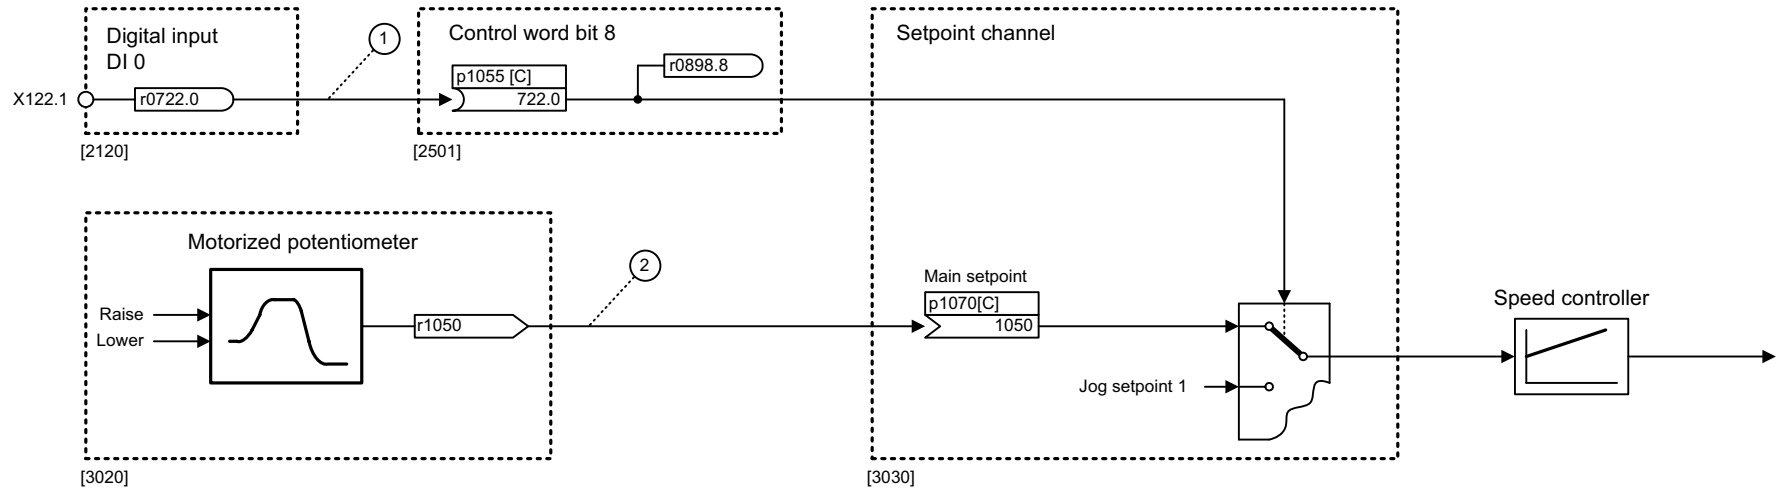 Digital input
DI 0
X122.1
r0722.0
[2120]
1
Control word bit 8
p1055 [C]
722.0
r0898.8
[2501]
Setpoint channel
Motorized potentiometer
Raise
Lower
r1050
[3020]
2
Main setpoint
p1070[C]
1050
Jog setpoint 1
[3030]
Speed controller